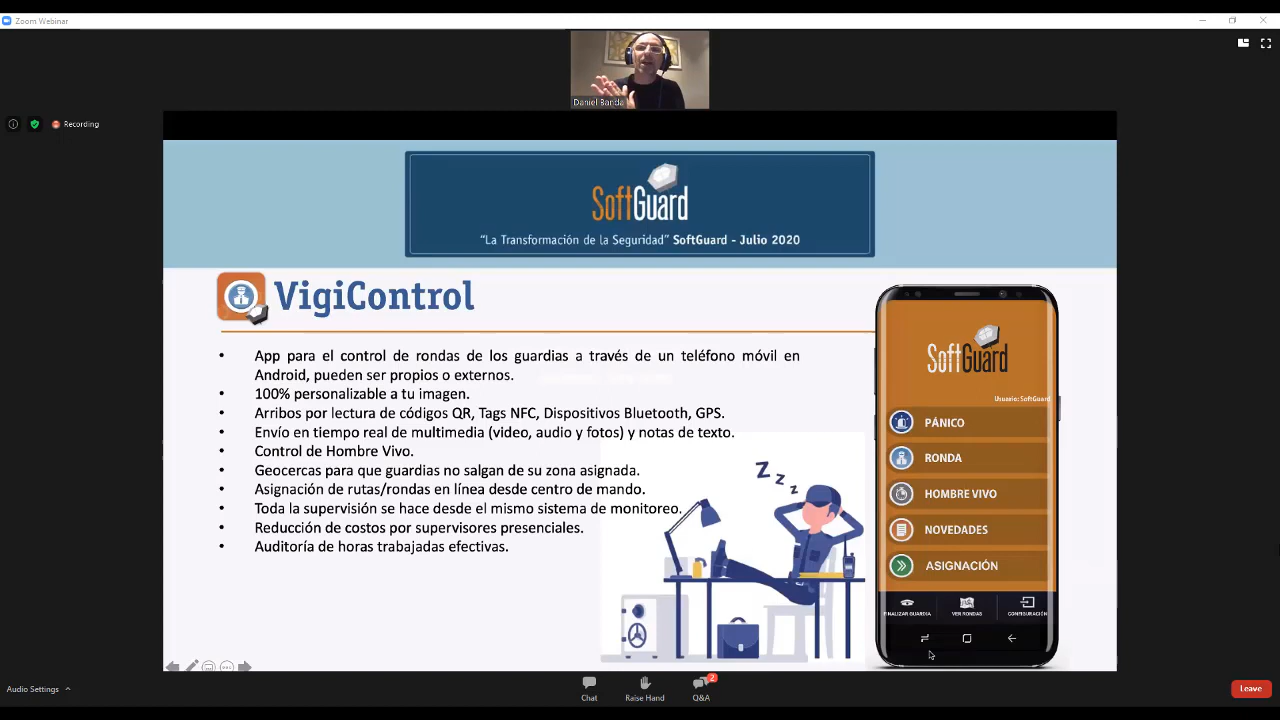 Zoom Webinar
Daniel Banda
Recording
SoftGuard
“La Transformación de la Seguridad” SoftGuard - Julio 2020
VigiControl
• App para el control de rondas de los guardias a través de un teléfono móvil en
Android, pueden ser propios o externos.
• 100% personalizable a tu imagen.
• Arribos por lectura de códigos QR, Tags NFC, Dispositivos Bluetooth, GPS.
• Envío en tiempo real de multimedia (video, audio y fotos) y notas de texto.
• Control de Hombre Vivo.
• Geocercas para que guardias no salgan de su zona asignada.
• Asignación de rutas/rondas en línea desde centro de mando.
• Toda la supervisión se hace desde el mismo sistema de monitoreo.
• Reducción de costos por supervisores presenciales.
• Auditoría de horas trabajadas efectivas.
Z Z Z
SoftGuard
Usuario: SoftGuard
PÁNICO
RONDA
HOMBRE VIVO
NOVEDADES
ASIGNACIÓN
FINALIZAR GUARDIA VER RONDAS CONFIGURACIÓN
Audio Settings
Chat
Raise Hand
2
Q&A
Leave